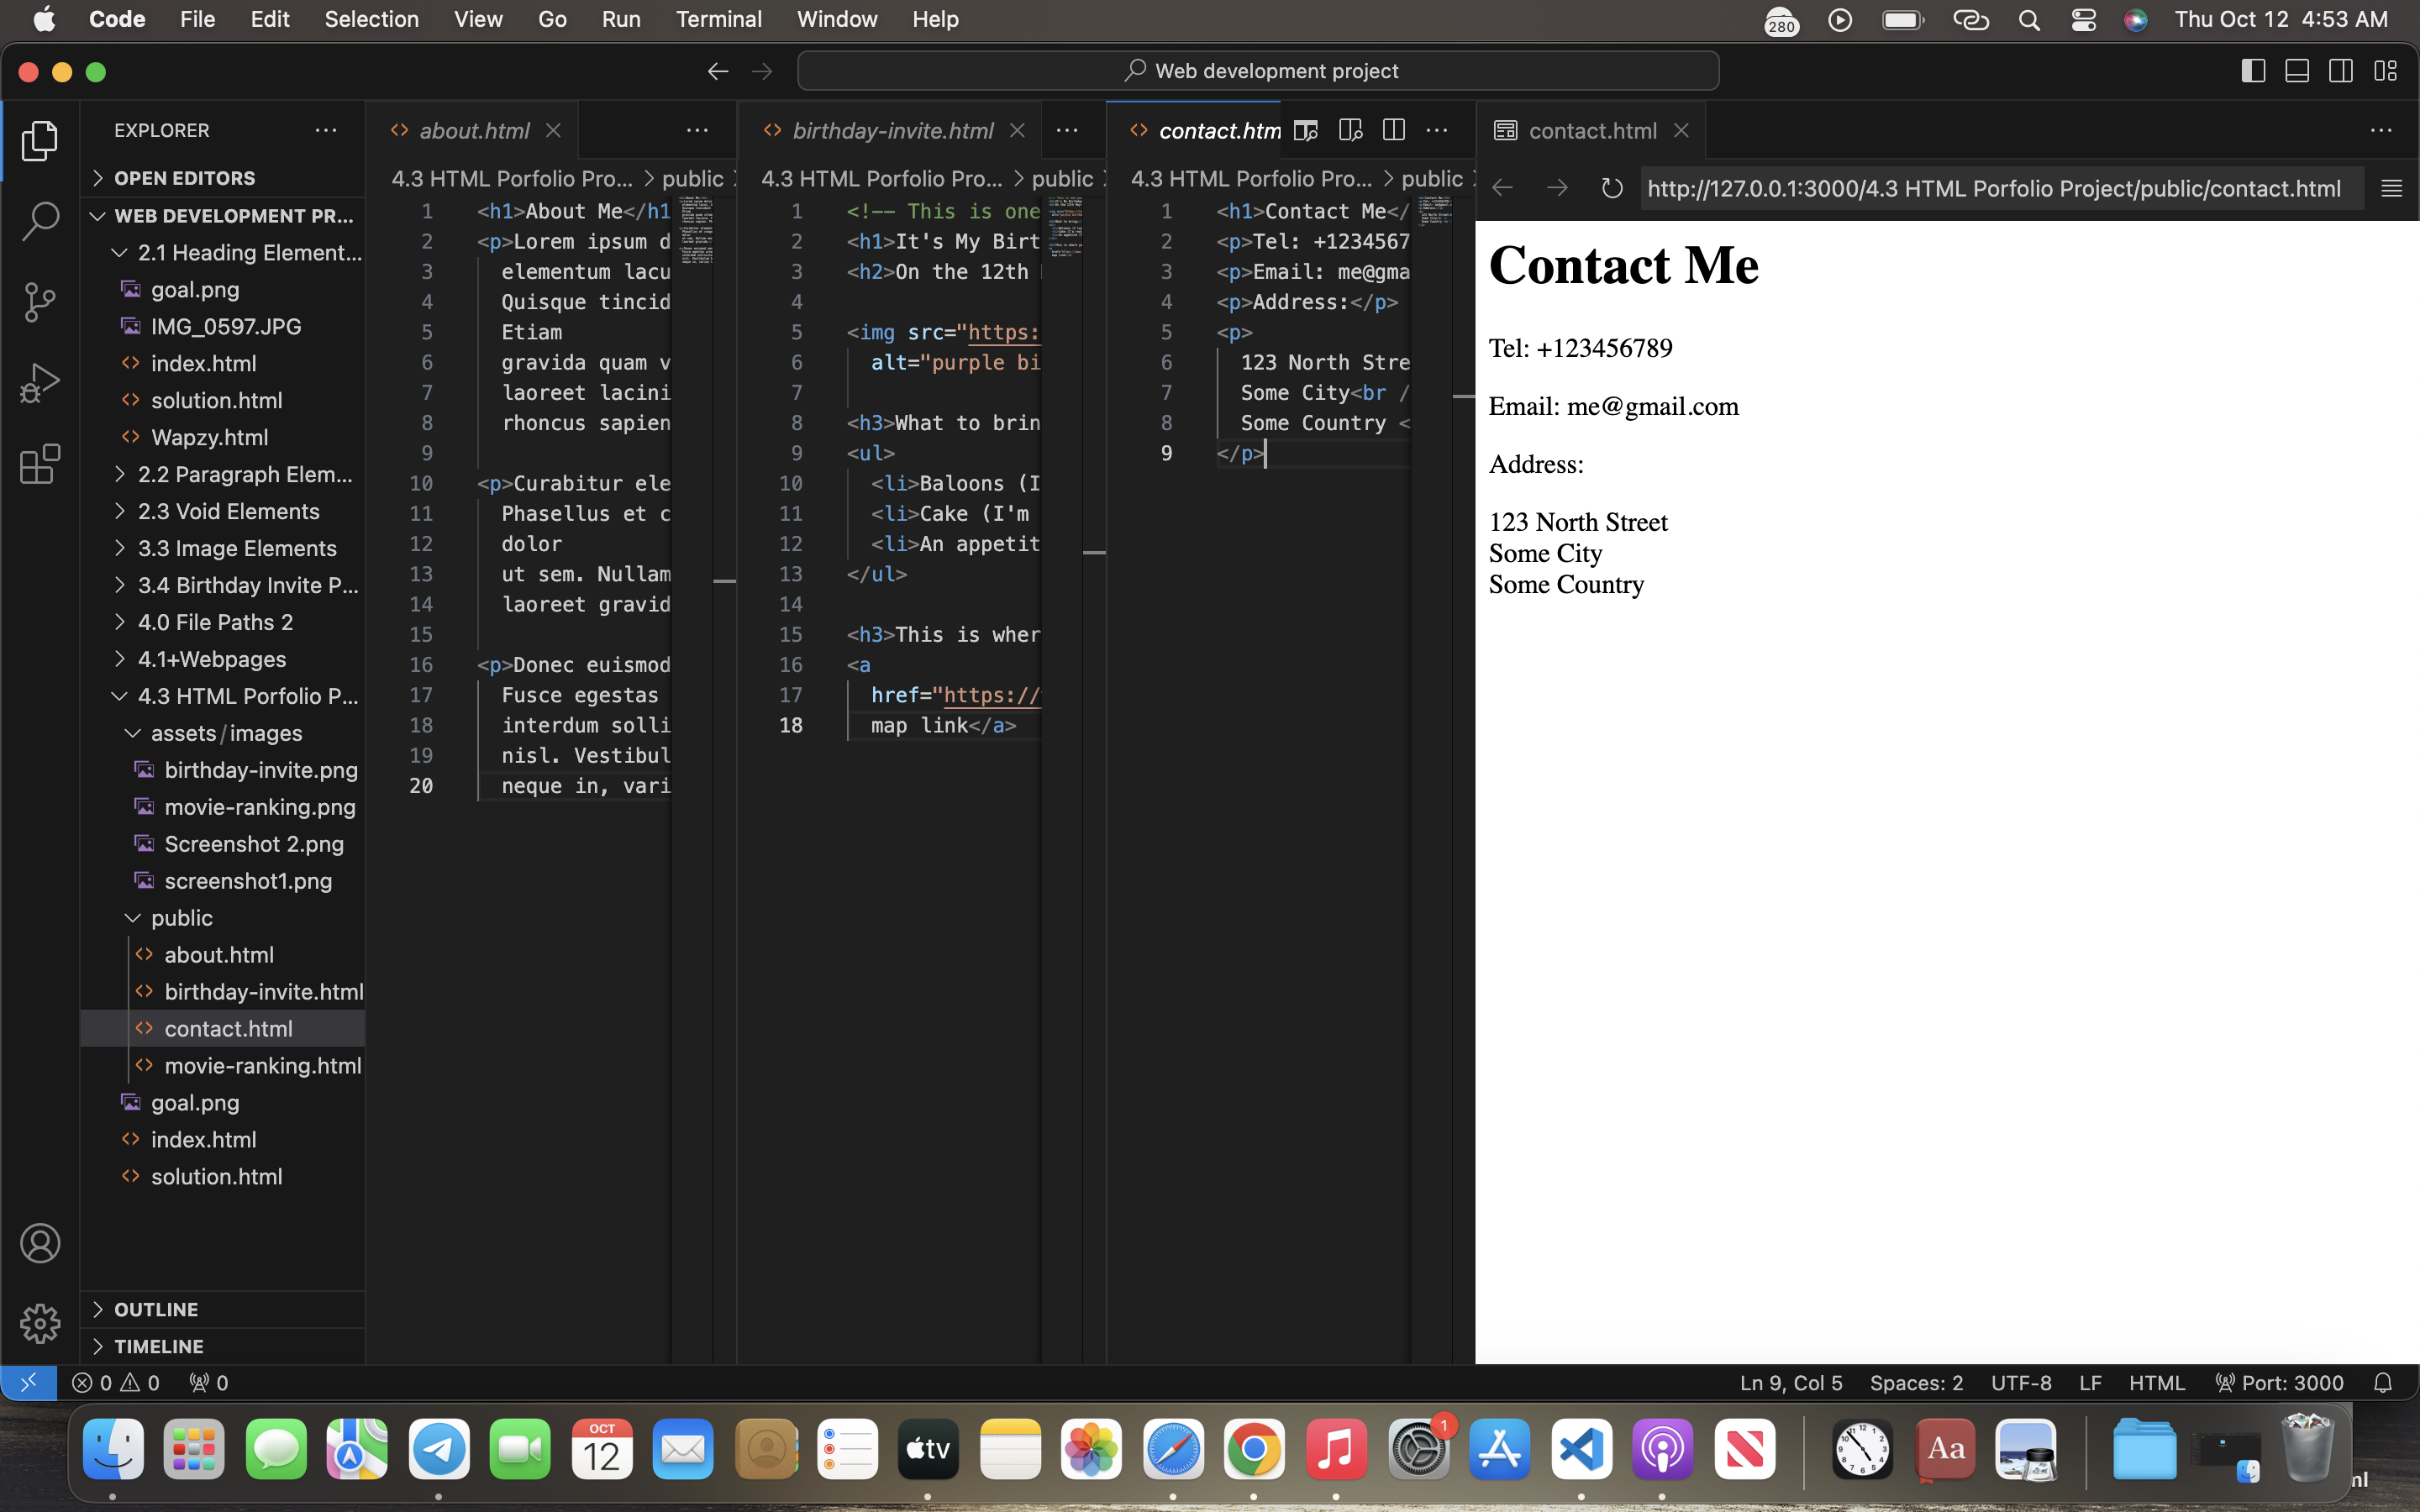 Code File Edit Selection View Go Run Terminal Window Help
280
Thu Oct 12 4:53 AM
Web development project
EXPLORER
OPEN EDITORS
WEB DEVELOPMENT PR...
2.1 Heading Element...
goal.png
IMG_0597.JPG
index.html
solution.html
Wapzy.html
2.2 Paragraph Elem...
2.3 Void Elements
3.3 Image Elements
3.4 Birthday Invite P...
4.0 File Paths 2
4.1+Webpages
4.3 HTML Porfolio P...
assets/images
birthday-invite.png
movie-ranking.png
Screenshot 2.png
screenshot1.png
public
about.html
birthday-invite.html
contact.html
movie-ranking.html
goal.png
index.html
solution.html
OUTLINE
TIMELINE
about.html
4.3 HTML Porfolio Pro... > public
1 <h1>About Me</h1
2 <p>Lorem ipsum d
3 elementum lacu
4 Quisque tincid
5 Etiam
6 gravida quam v
7 laoreet lacini
8 rhoncus sapien
9
10 <p>Curabitur ele
11 Phasellus et c
12 dolor
13 ut sem. Nullam
14 laoreet gravid
15
16 <p>Donec euismod
17 Fusce egestas
18 interdum solli
19 nisl. Vestibul
20 neque in, vari
birthday-invite.html
4.3 HTML Porfolio Pro... > public
1 <!-- This is one
2 <h1>It's My Birt
3 <h2>On the 12th
4
5 <img src="https:
6 alt="purple bi
7
8 <h3>What to brin
9 <ul>
10 <li>Baloons (I
11 <li>Cake (I'm
12 <li>An appetit
13 </ul>
14
15 <h3>This is wher
16 <a
17 href="https://
18 map link</a>
contact.htm
4.3 HTML Porfolio Pro... > public
1 <h1>Contact Me</
2 <p>Tel: +1234567
3 <p>Email: me@gma
4 <p>Address:</p>
5 <p>
6 123 North Stre
7 Some City<br /
8 Some Country <
9 </p>
contact.html
http://127.0.0.1:3000/4.3 HTML Porfolio Project/public/contact.html
Contact Me
Tel: +123456789
Email: me@gmail.com
Address:
123 North Street
Some City
Some Country
0 0 0
Ln 9, Col 5 Spaces: 2 UTF-8 LF HTML Port: 3000
OCT
12
tv
1
Aa
ml